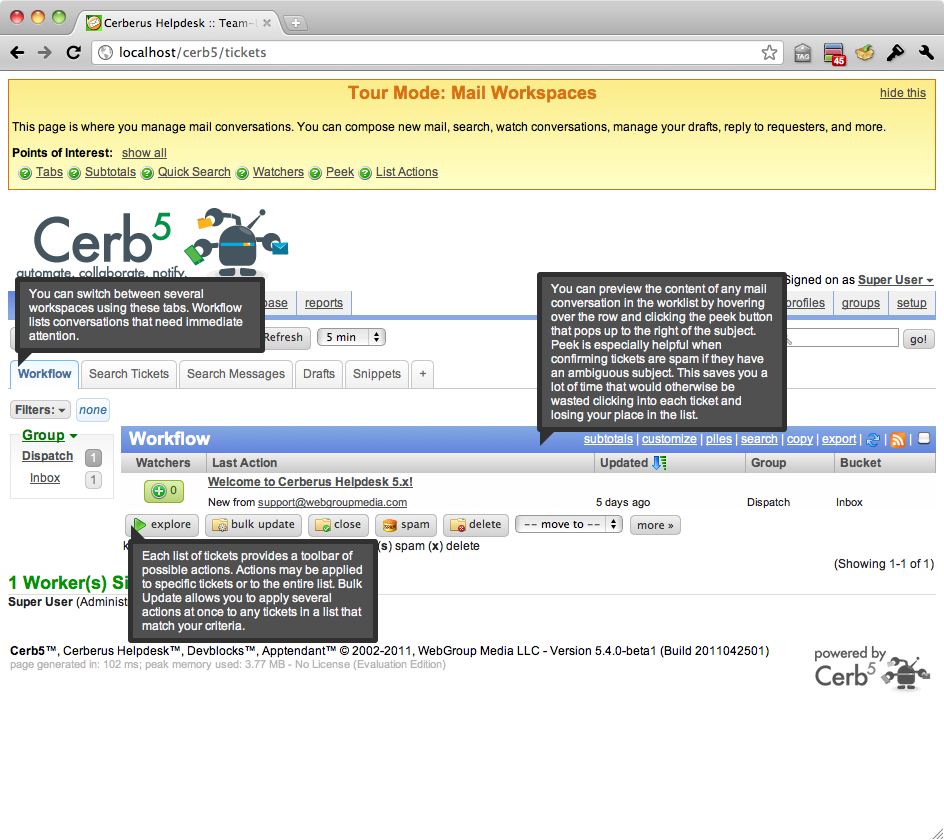 Cerberus Helpdesk :: Team-
localhost/cerb5/tickets
TAG
45
Tour Mode: Mail Workspaces
hide this
This page is where you manage mail conversations. You can compose new mail, search, watch conversations, manage your drafts, reply to requesters, and more.
Points of Interest: show all
Tabs Subtotals Quick Search Watchers Peek List Actions
Cerb5
automate. collaborate. notify.
Signed on as Super User
reports
profiles groups setup
You can switch between several
workspaces using these tabs. Workflow
lists conversations that need immediate
attention.
You can preview the content of any mail
conversation in the worklist by hovering
over the row and clicking the peek button
that pops up to the right of the subject.
Peek is especially helpful when
confirming tickets are spam if they have
an ambiguous subject. This saves you a
lot of time that would otherwise be
wasted clicking into each ticket and
losing your place in the list.
Refresh 5 min
go!
Workflow Search Tickets Search Messages Drafts Snippets +
Filters: none
Group
Dispatch 1
Inbox 1
Workflow
subtotals | customize | piles | search | copy | export | |
Watchers Last Action Updated Group Bucket
Welcome to Cerberus Helpdesk 5.x!
0
New from support@webgroupmedia.com 5 days ago Dispatch Inbox
explore bulk update close spam delete -- move to -- more »
(s) spam (x) delete
Each list of tickets provides a toolbar of
possible actions. Actions may be applied
to specific tickets or to the entire list. Bulk
Update allows you to apply several
actions at once to any tickets in a list that
match your criteria.
(Showing 1-1 of 1)
1 Worker(s) Si
Super User (Administ
Cerb5™, Cerberus Helpdesk™, Devblocks™, Apptendant™ © 2002-2011, WebGroup Media LLC - Version 5.4.0-beta1 (Build 2011042501)
page generated in: 102 ms; peak memory used: 3.77 MB - No License (Evaluation Edition)
powered by
Cerb5